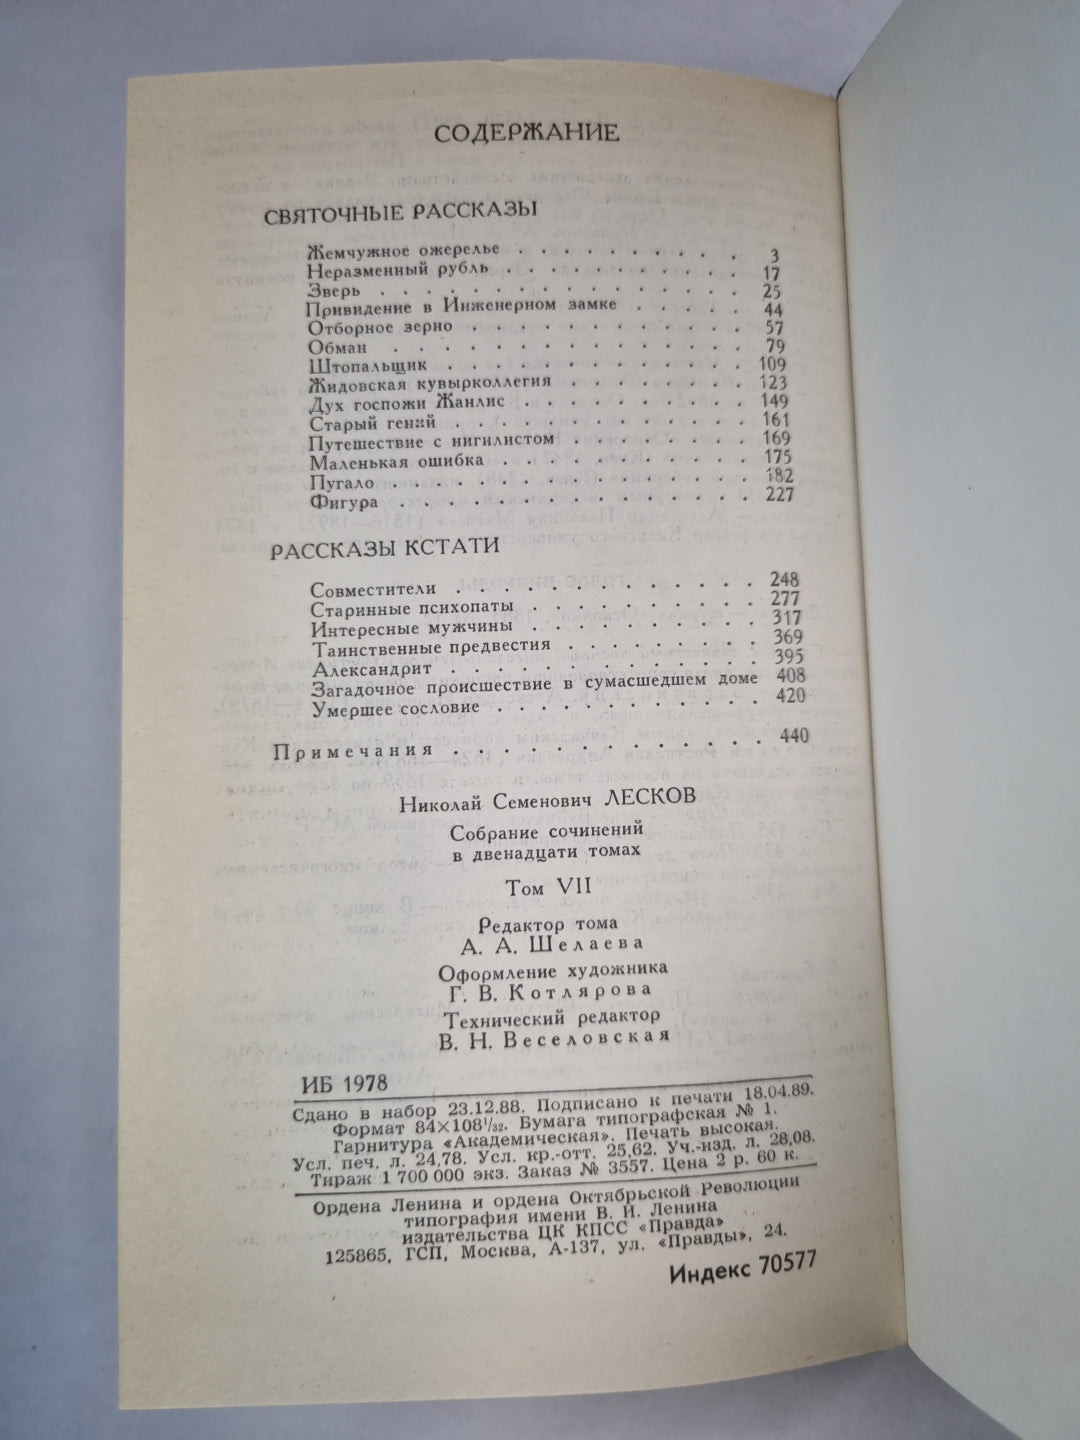 СОДЕРЖАНИЕ
СВЯТОЧНЫЕ РАССКАЗЫ
Жемчужное ожерелье . . . . . . . . . . 3
Неразменный рубль . . . . . . . . . . . 17
Зверь . . . . . . . . . . . . . . . . 25
Привидение в Инженерном замке . . . . . 44
Отборное зерно . . . . . . . . . . . . 57
Обман . . . . . . . . . . . . . . . . 79
Штопальщик . . . . . . . . . . . . . 109
Жидовская кувырколлегия . . . . . . . . 123
Дух госпожи Жанлис . . . . . . . . . . 149
Старый гений . . . . . . . . . . . . . 161
Путешествие с нигилистом . . . . . . . 169
Маленькая ошибка . . . . . . . . . . . 175
Пугало . . . . . . . . . . . . . . . . 182
Фигура . . . . . . . . . . . . . . . . 227
РАССКАЗЫ КСТАТИ
Совместители . . . . . . . . . . . . . 248
Старинные психопаты . . . . . . . . . . 277
Интересные мужчины . . . . . . . . . . 317
Таинственные предвестия . . . . . . . . 369
Александрит . . . . . . . . . . . . . 395
Загадочное происшествие в сумасшедшем доме 408
Умершее сословие . . . . . . . . . . . 420
Примечания . . . . . . . . . . . . . 440
Николай Семенович ЛЕСКОВ
Собрание сочинений
в двенадцати томах
Том VII
Редактор тома
А. А. Шелаева
Оформление художника
Г. В. Котлярова
Технический редактор
В. Н. Веселовская
ИБ 1978
Сдано в набор 23.12.88. Подписано к печати 18.04.89.
Формат 84×108¹/₃₂. Бумага типографская № 1.
Гарнитура «Академическая». Печать высокая.
Усл. печ. л. 24,78. Усл. кр.-отт. 25,62. Уч.-изд. л. 28,08.
Тираж 1 700 000 экз. Заказ № 3557. Цена 2 р. 60 к.
Ордена Ленина и ордена Октябрьской Революции
типография имени В. И. Ленина
издательства ЦК КПСС «Правда»
125865, ГСП, Москва, А-137, ул. «Правды», 24.
Индекс 70577